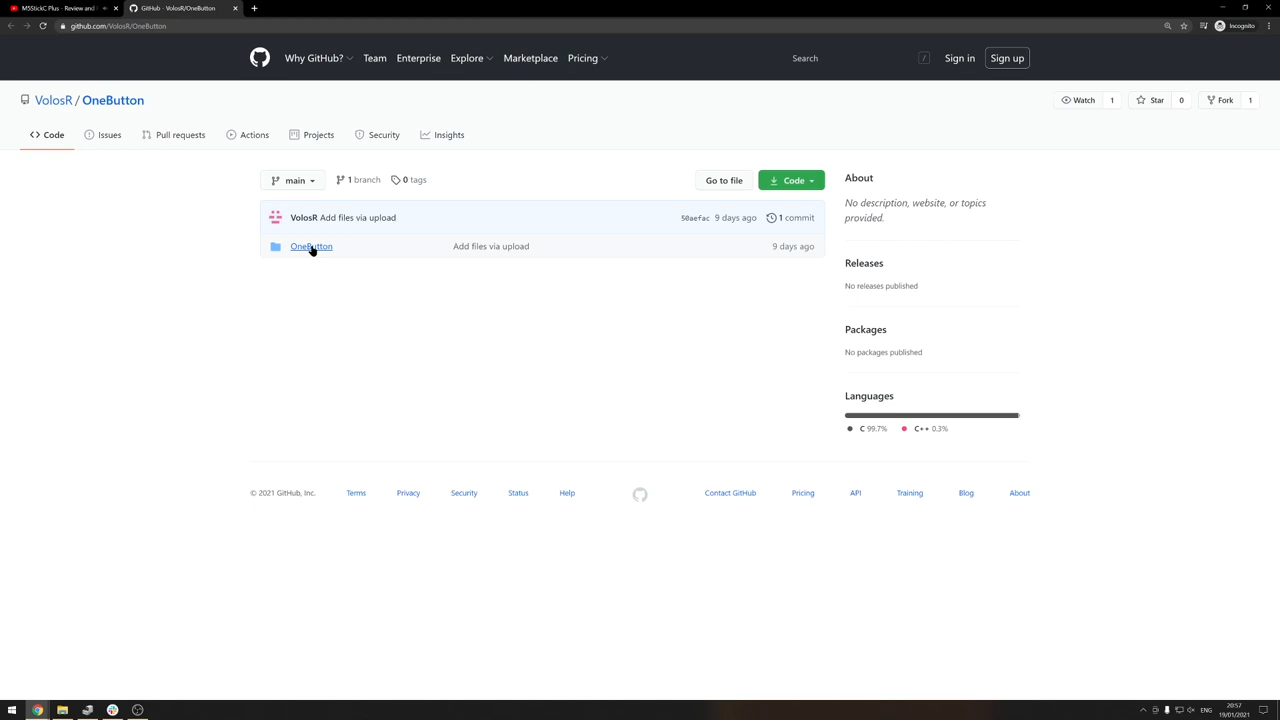 M5StickC Plus - Review and
GitHub - VolosR/OneButton
github.com/VolosR/OneButton
Incognito
Why GitHub?
Team
Enterprise
Explore
Marketplace
Pricing
Search
/
Sign in
Sign up
VolosR / OneButton
Watch 1
Star 0
Fork 1
Code
Issues
Pull requests
Actions
Projects
Security
Insights
main
1 branch
0 tags
Go to file
Code
VolosR Add files via upload
50aefac 9 days ago
1 commit
OneButton
Add files via upload
9 days ago
About
No description, website, or topics
provided.
Releases
No releases published
Packages
No packages published
Languages
C 99.7%
C++ 0.3%
© 2021 GitHub, Inc.
Terms
Privacy
Security
Status
Help
Contact GitHub
Pricing
API
Training
Blog
About
ENG
20:57
19/01/2021